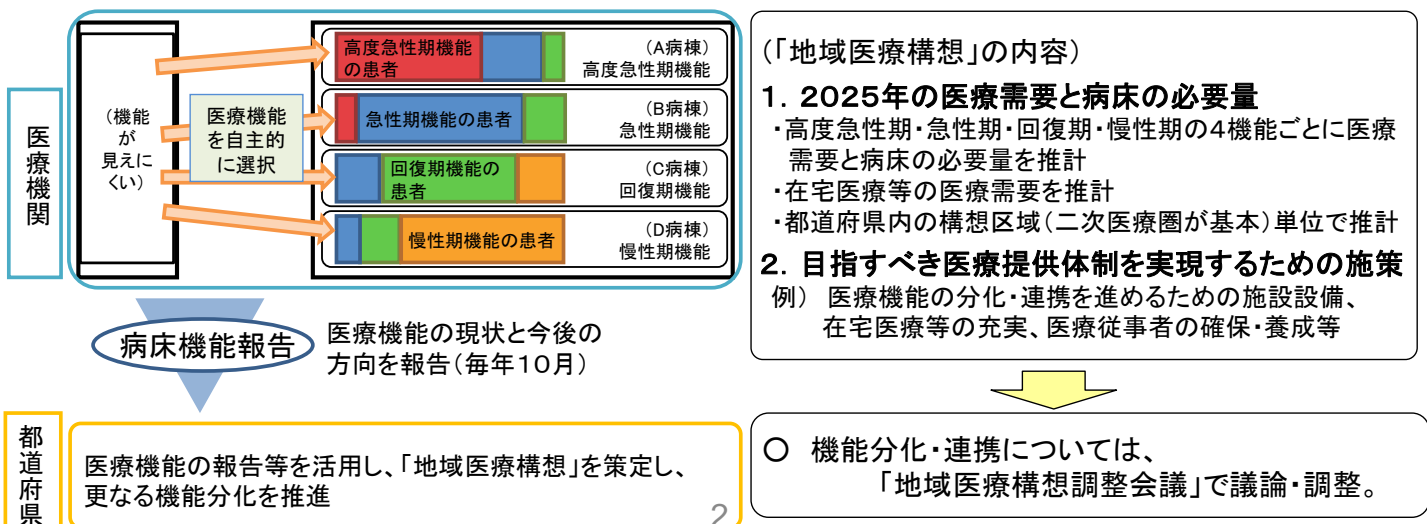 医療機関
(機能
が
見えに
くい)
医療機能
を自主的
に選択
高度急性期機能
の患者
(A病棟)
高度急性期機能
急性期機能の患者
(B病棟)
急性期機能
回復期機能の
患者
(C病棟)
回復期機能
慢性期機能の患者
(D病棟)
慢性期機能
病床機能報告
医療機能の現状と今後の
方向を報告(毎年10月)
都道府県
医療機能の報告等を活用し、「地域医療構想」を策定し、
更なる機能分化を推進
2
(「地域医療構想」の内容)
1.2025年の医療需要と病床の必要量
・高度急性期・急性期・回復期・慢性期の4機能ごとに医療
需要と病床の必要量を推計
・在宅医療等の医療需要を推計
・都道府県内の構想区域(二次医療圏が基本)単位で推計
2.目指すべき医療提供体制を実現するための施策
例) 医療機能の分化・連携を進めるための施設設備、
在宅医療等の充実、医療従事者の確保・養成等
○ 機能分化・連携については、
「地域医療構想調整会議」で議論・調整。